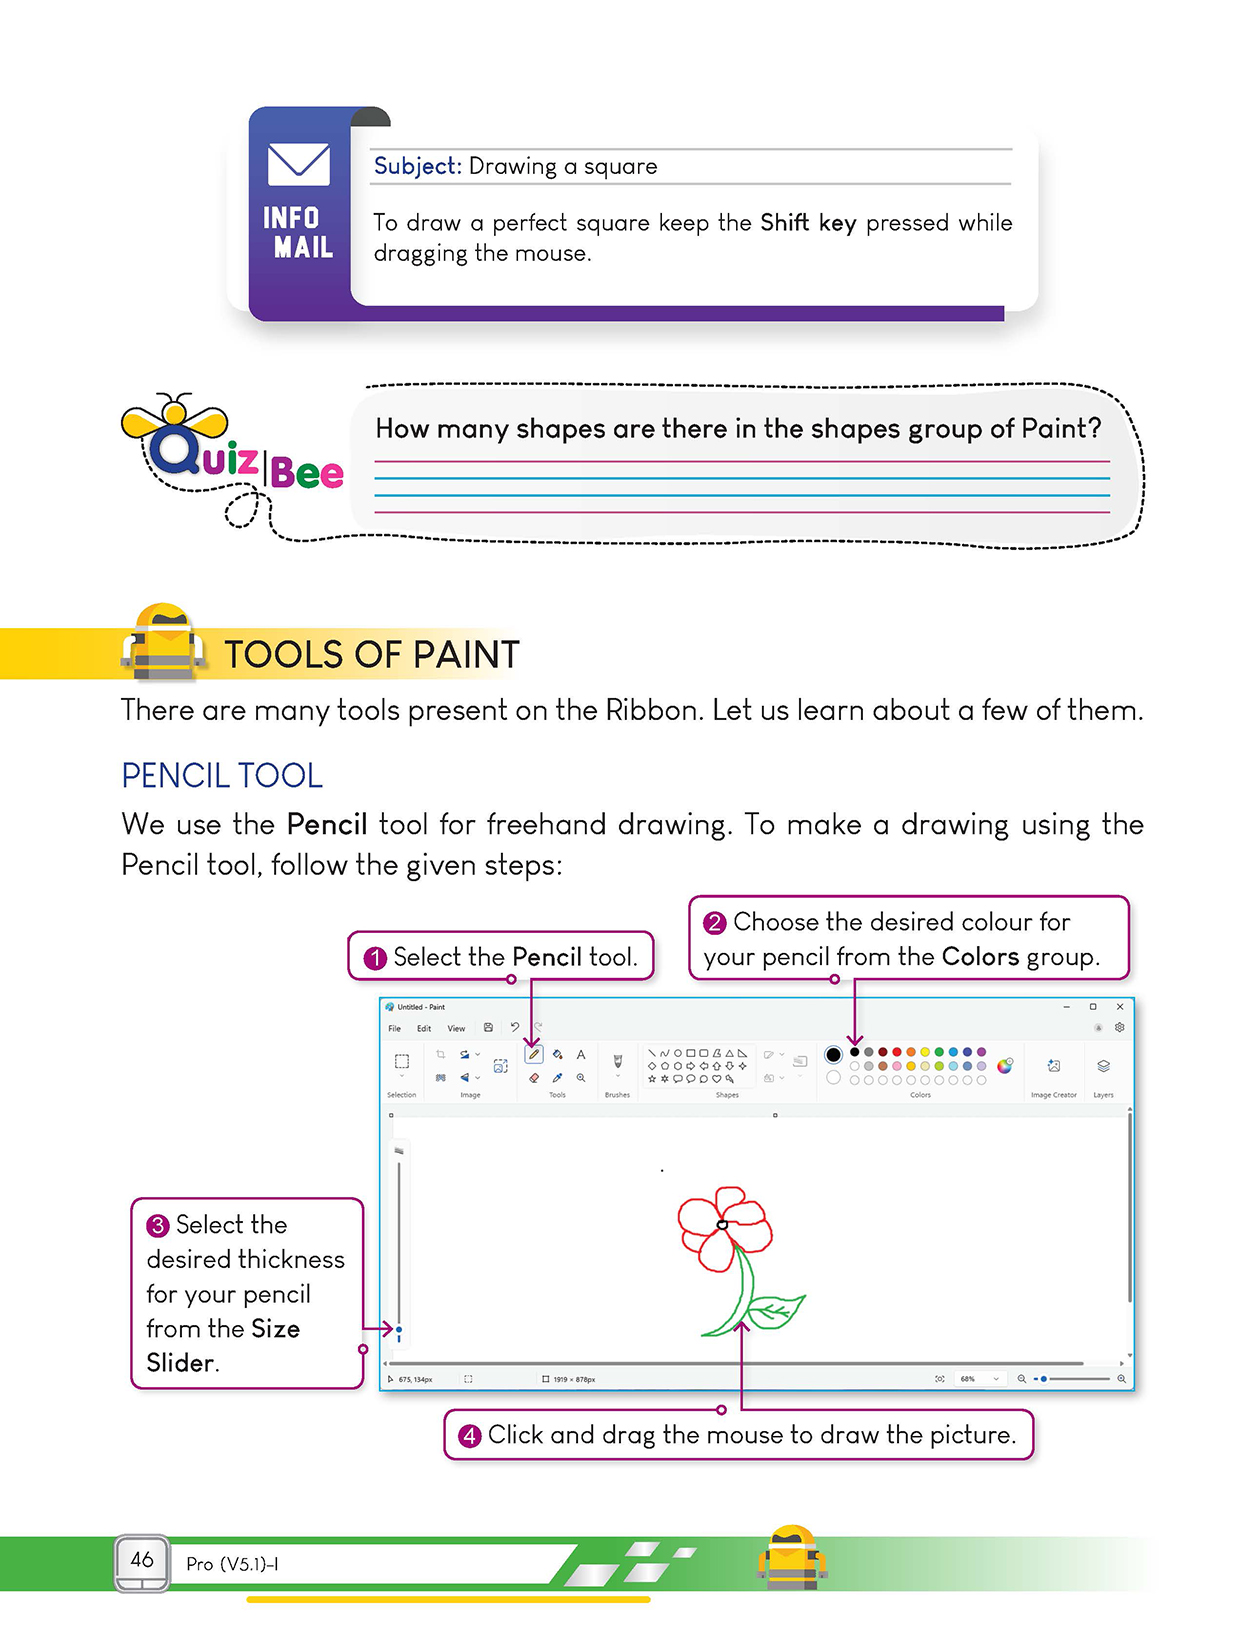 INFO
MAIL
Subject: Drawing a square
To draw a perfect square keep the Shift key pressed while
dragging the mouse.
Quiz Bee
How many shapes are there in the shapes group of Paint?
TOOLS OF PAINT
There are many tools present on the Ribbon. Let us learn about a few of them.
PENCIL TOOL
We use the Pencil tool for freehand drawing. To make a drawing using the
Pencil tool, follow the given steps:
1 Select the Pencil tool.
2 Choose the desired colour for
your pencil from the Colors group.
Untitled - Paint
File Edit View
A
Selection Image Tools Brushes Shapes Colors Image Creator Layers
3 Select the
desired thickness
for your pencil
from the Size
Slider.
675, 134px 1919 × 878px 68%
4 Click and drag the mouse to draw the picture.
46
Pro (V5.1)-I